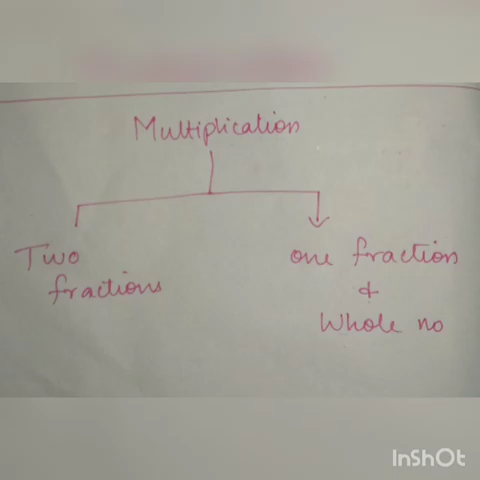 Multiplication
Two
fractions
one fraction
&
Whole no
InShOt